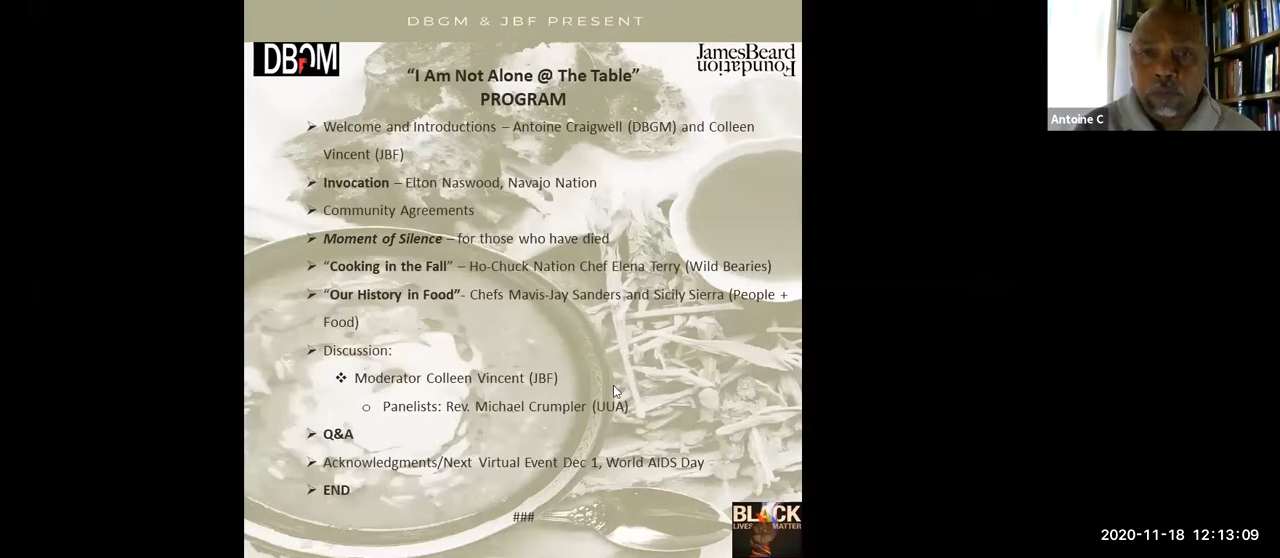 DBGM & JBF PRESENT
DBGM
JamesBeard
Foundation
“I Am Not Alone @ The Table”
PROGRAM
➢ Welcome and Introductions – Antoine Craigwell (DBGM) and Colleen
Vincent (JBF)
➢ Invocation – Elton Naswood, Navajo Nation
➢ Community Agreements
➢ Moment of Silence – for those who have died
➢ “Cooking in the Fall” – Ho-Chuck Nation Chef Elena Terry (Wild Bearies)
➢ “Our History in Food”- Chefs Mavis-Jay Sanders and Sicily Sierra (People +
Food)
➢ Discussion:
❖ Moderator Colleen Vincent (JBF)
o Panelists: Rev. Michael Crumpler (UUA)
➢ Q&A
➢ Acknowledgments/Next Virtual Event Dec 1, World AIDS Day
➢ END
###
BLACK
LIVES MATTER
Antoine C
2020-11-18 12:13:09